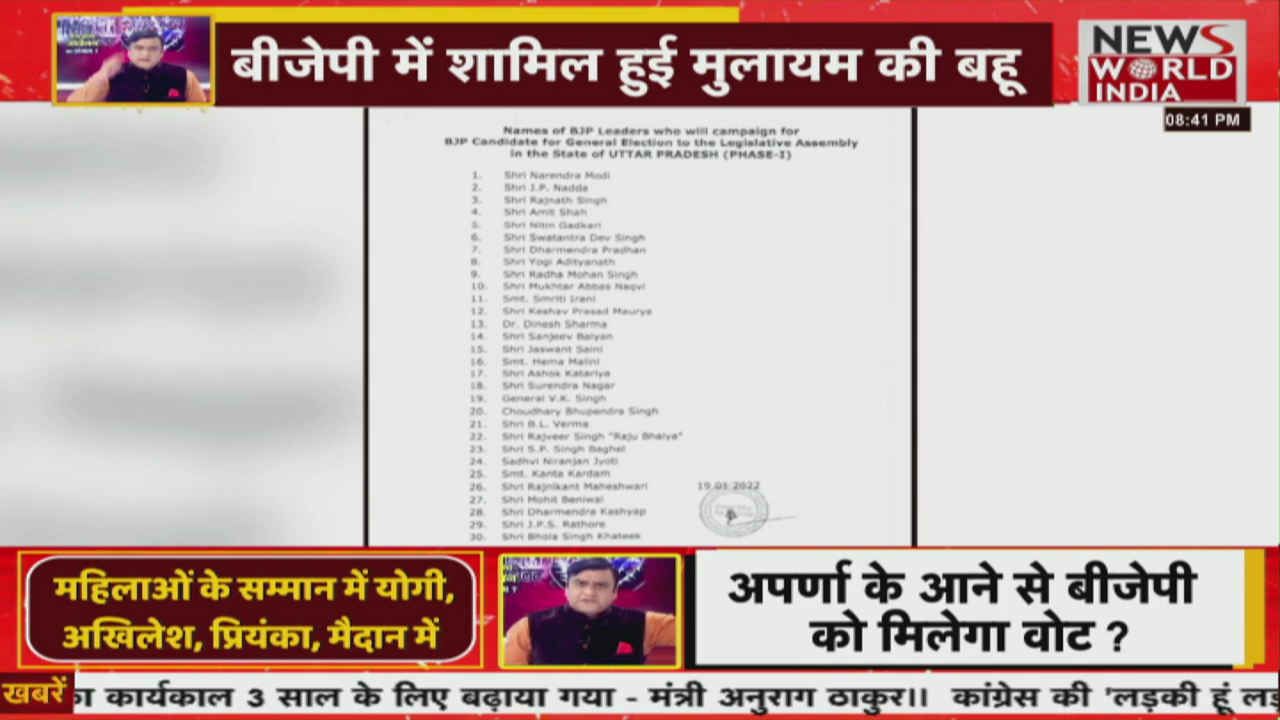 बीजेपी में शामिल हुई मुलायम की बहू
NEWS
WORLD
INDIA
08:41 PM
Names of BJP Leaders who will campaign for
BJP Candidate for General Election to the Legislative Assembly
in the State of UTTAR PRADESH (PHASE-I)
1. Shri Narendra Modi
2. Shri J.P. Nadda
3. Shri Rajnath Singh
4. Shri Amit Shah
5. Shri Nitin Gadkari
6. Shri Swatantra Dev Singh
7. Shri Dharmendra Pradhan
8. Shri Yogi Adityanath
9. Shri Radha Mohan Singh
10. Shri Mukhtar Abbas Naqvi
11. Smt. Smriti Irani
12. Shri Keshav Prasad Maurya
13. Dr. Dinesh Sharma
14. Shri Sanjeev Balyan
15. Shri Jaswant Saini
16. Smt. Hema Malini
17. Shri Ashok Katariya
18. Shri Surendra Nagar
19. General V.K. Singh
20. Choudhary Bhupendra Singh
21. Shri B.L. Verma
22. Shri Rajveer Singh "Raju Bhaiya"
23. Shri S.P. Singh Baghel
24. Sadhvi Niranjan Jyoti
25. Smt. Kanta Kardam
26. Shri Rajnikant Maheshwari
27. Shri Mohit Beniwal
28. Shri Dharmendra Kashyap
29. Shri J.P.S. Rathore
30. Shri Bhola Singh Khateek
19.01.2022
महिलाओं के सम्मान में योगी,
अखिलेश, प्रियंका, मैदान में
अपर्णा के आने से बीजेपी
को मिलेगा वोट ?
खबरें
कार्यकाल 3 साल के लिए बढ़ाया गया - मंत्री अनुराग ठाकुर।। कांग्रेस की 'लड़की हूं